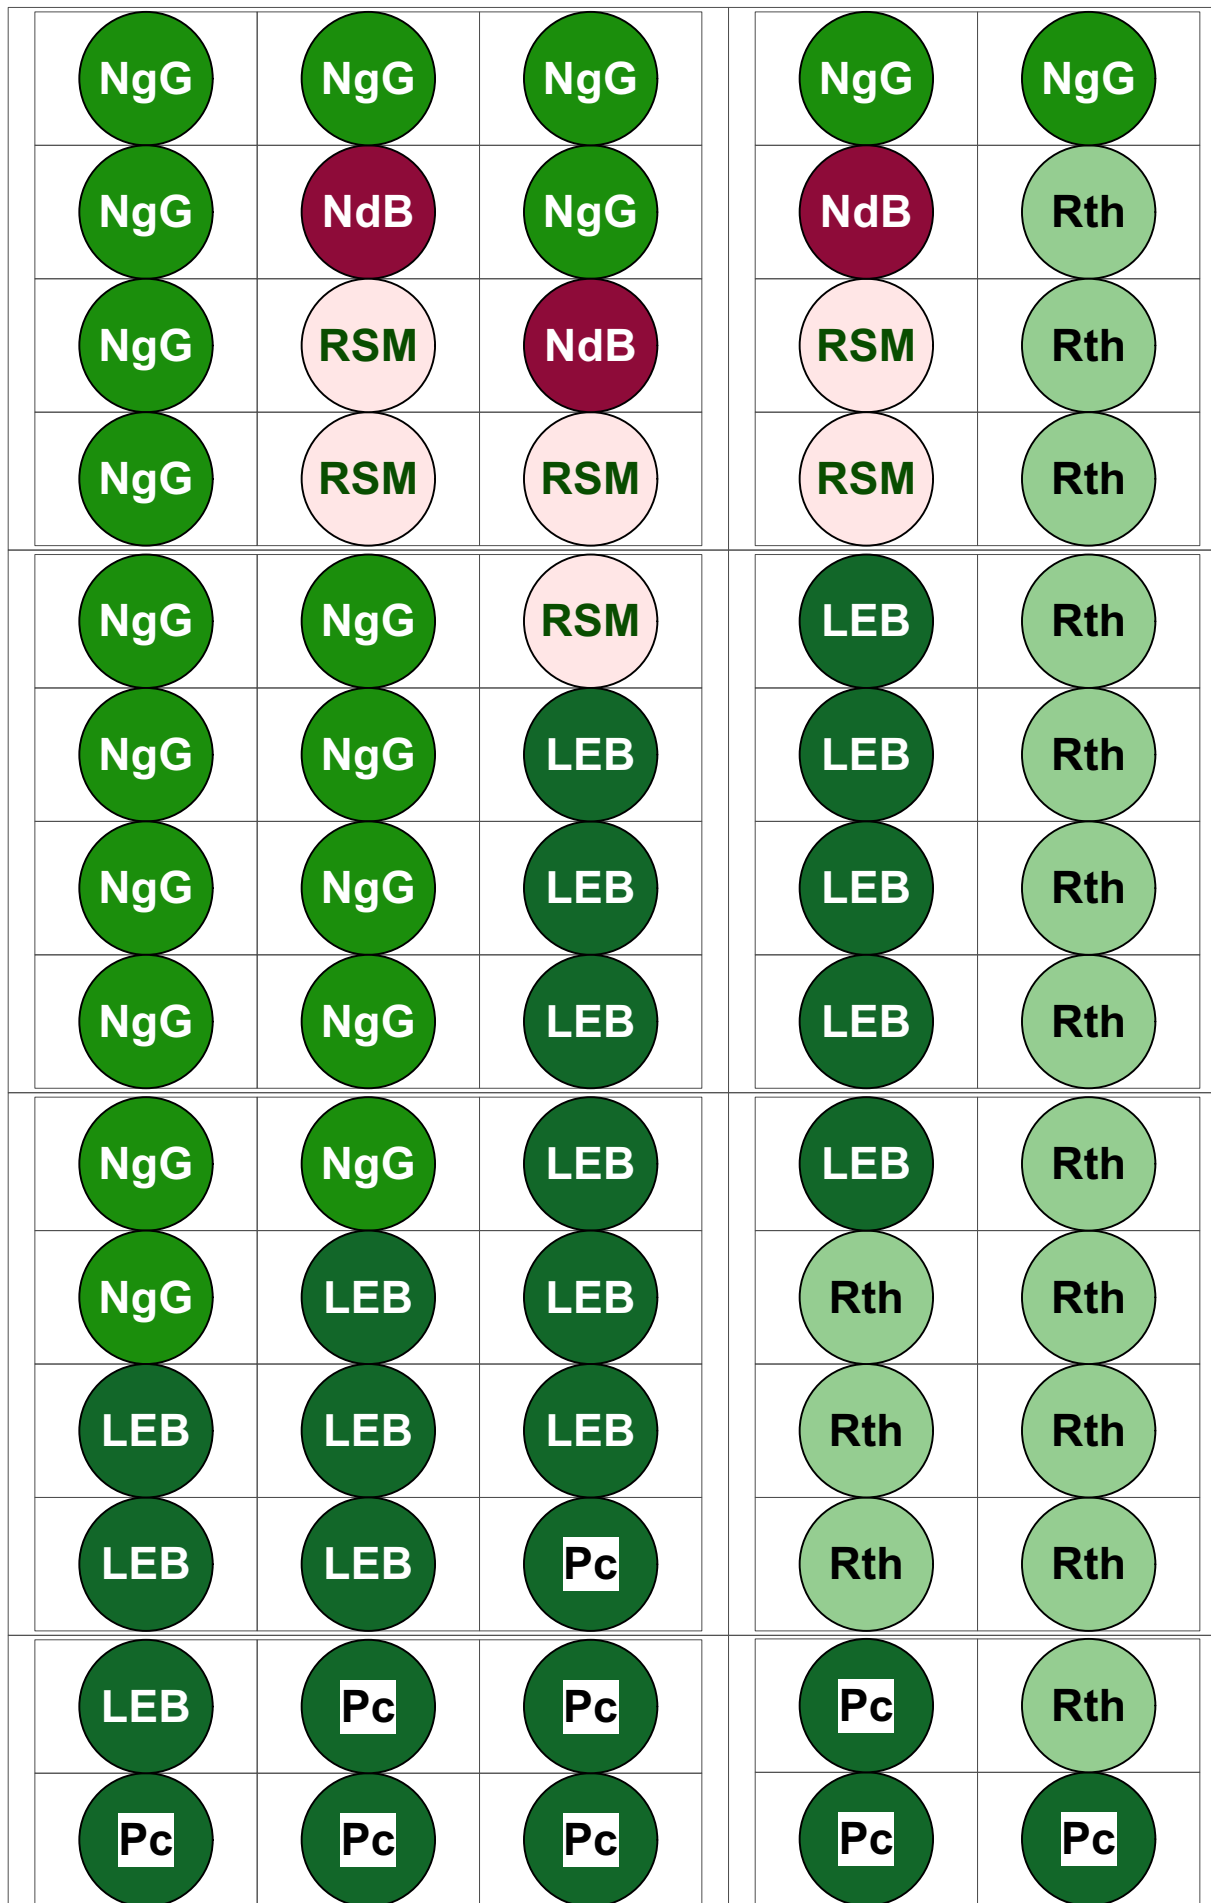 NgG NgG NgG NgG NgG
NgG NdB NgG NdB Rth
NgG RSM NdB RSM Rth
NgG RSM RSM RSM Rth
NgG NgG RSM LEB Rth
NgG NgG LEB LEB Rth
NgG NgG LEB LEB Rth
NgG NgG LEB LEB Rth
NgG NgG LEB LEB Rth
NgG LEB LEB Rth Rth
LEB LEB LEB Rth Rth
LEB LEB Pc Rth Rth
LEB Pc Pc Pc Rth
Pc Pc Pc Pc Pc